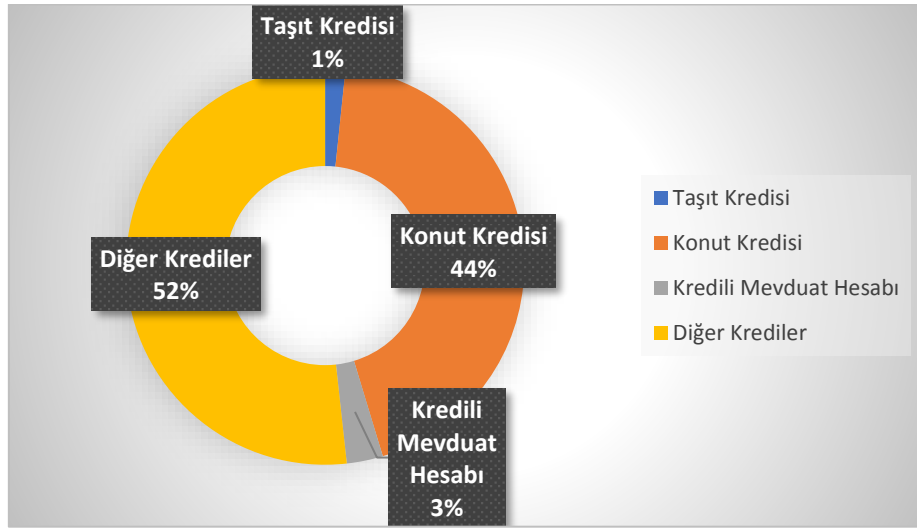 Taşıt Kredisi
1%
Diğer Krediler
52%
Konut Kredisi
44%
Kredili
Mevduat
Hesabı
3%
Taşıt Kredisi
Konut Kredisi
Kredili Mevduat Hesabı
Diğer Krediler